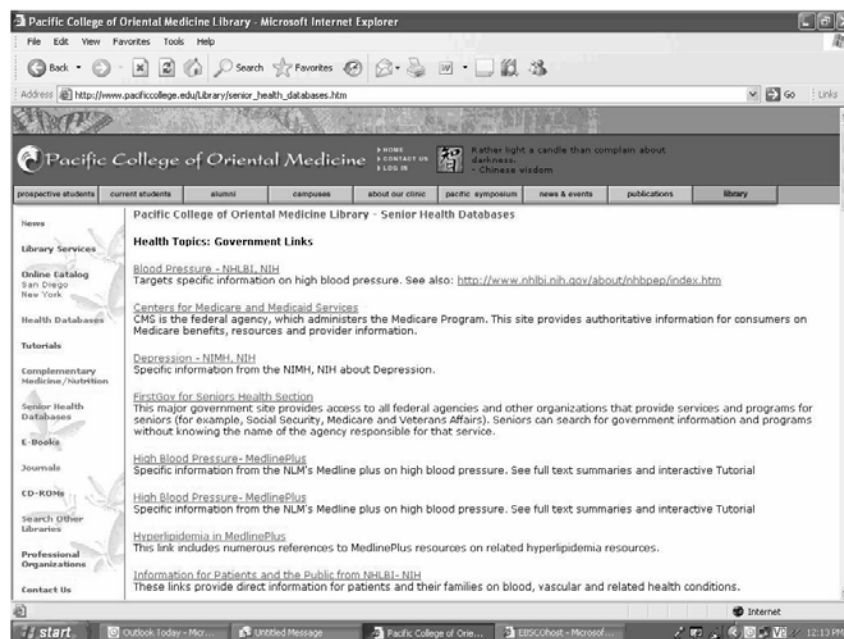 Pacific College of Oriental Medicine Library - Microsoft Internet Explorer
File Edit View Favorites Tools Help
Back Search Favorites
Address http://www.pacificcollege.edu/Library/senior_health_databases.htm Go Links
Pacific College of Oriental Medicine
HOME
CONTACT US
LOG IN
智
Rather light a candle than complain about
darkness.
- Chinese wisdom
prospective students current students alumni campuses about our clinic pacific symposium news & events publications library
News
Library Services
Online Catalog
San Diego
New York
Health Databases
Tutorials
Complementary
Medicine/Nutrition
Senior Health
Databases
E-Books
Journals
CD-ROMs
Search Other
Libraries
Professional
Organizations
Contact Us
Pacific College of Oriental Medicine Library - Senior Health Databases
Health Topics: Government Links
Blood Pressure - NHLBI, NIH
Targets specific information on high blood pressure. See also: http://www.nhlbi.nih.gov/about/nhbpep/index.htm
Centers for Medicare and Medicaid Services
CMS is the federal agency, which administers the Medicare Program. This site provides authoritative information for consumers on
Medicare benefits, resources and provider information.
Depression - NIMH, NIH
Specific information from the NIMH, NIH about Depression.
FirstGov for Seniors Health Section
This major government site provides access to all federal agencies and other organizations that provide services and programs for
seniors (for example, Social Security, Medicare and Veterans Affairs). Seniors can search for government information and programs
without knowing the name of the agency responsible for that service.
High Blood Pressure- MedlinePlus
Specific information from the NLM's Medline plus on high blood pressure. See full text summaries and interactive Tutorial
High Blood Pressure- MedlinePlus
Specific information from the NLM's Medline plus on high blood pressure. See full text summaries and interactive Tutorial
Hyperlipidemia in MedlinePlus
This link includes numerous references to MedlinePlus resources on related hyperlipidemia resources.
Information for Patients and the Public from NHLBI- NIH
These links provide direct information for patients and their families on blood, vascular and related health conditions.
Internet
start Outlook Today - Micr... Untitled Message Pacific College of Orie... EBSCOhost - Microsof... 12:13 PM